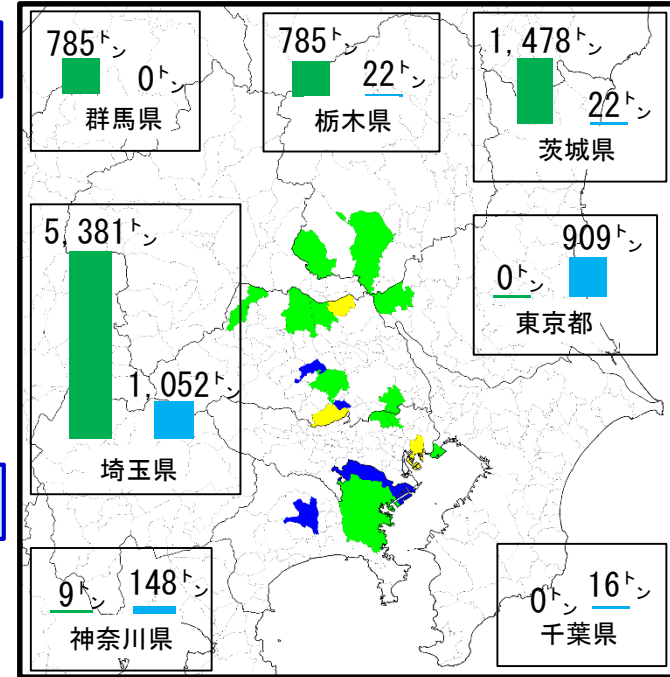 785トン
0トン
群馬県
785トン
22トン
栃木県
1,478トン
22トン
茨城県
5,381トン
1,052トン
埼玉県
909トン
0トン
東京都
9トン
148トン
神奈川県
0トン
16トン
千葉県